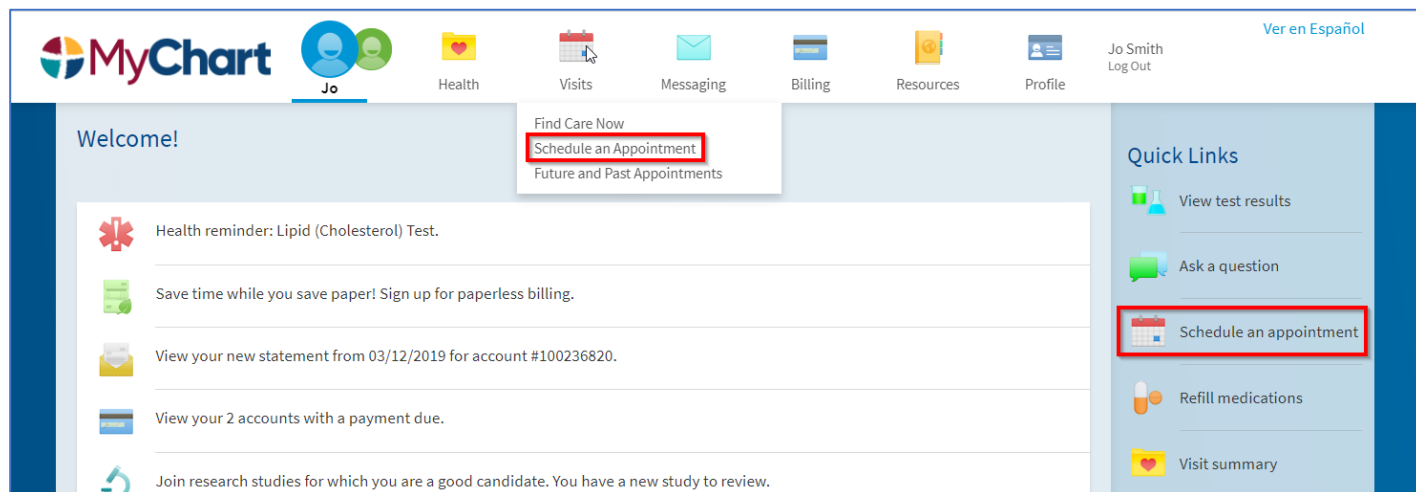 MyChart
Jo
Health
Visits
Messaging
Billing
Resources
Profile
Jo Smith
Log Out
Ver en Español
Find Care Now
Schedule an Appointment
Future and Past Appointments
Welcome!
Health reminder: Lipid (Cholesterol) Test.
Save time while you save paper! Sign up for paperless billing.
View your new statement from 03/12/2019 for account #100236820.
View your 2 accounts with a payment due.
Join research studies for which you are a good candidate. You have a new study to review.
Quick Links
View test results
Ask a question
Schedule an appointment
Refill medications
Visit summary